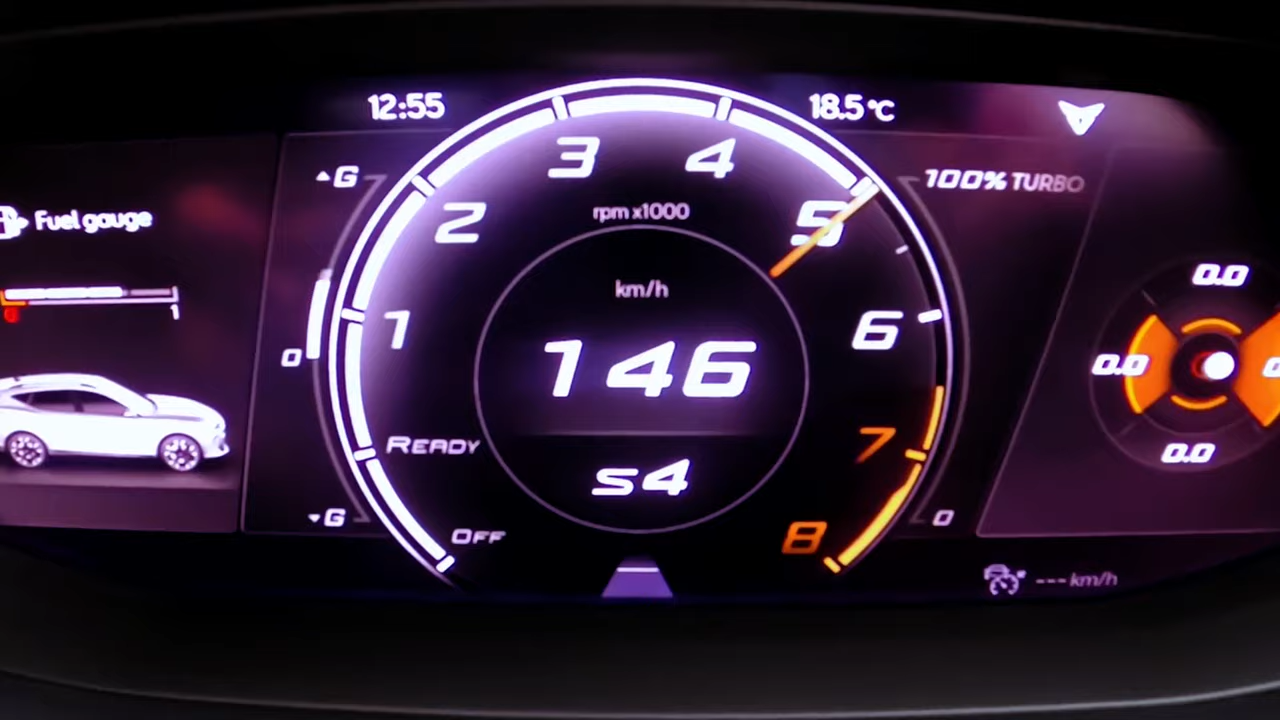 12:55
18.5°C
G
100% TURBO
Fuel gauge
3 4
2 5
rpm x1000
km/h
1 6
146
0
1
0.0
0.0
READY
7
S4
0.0
G
OFF
8
0
--- km/h